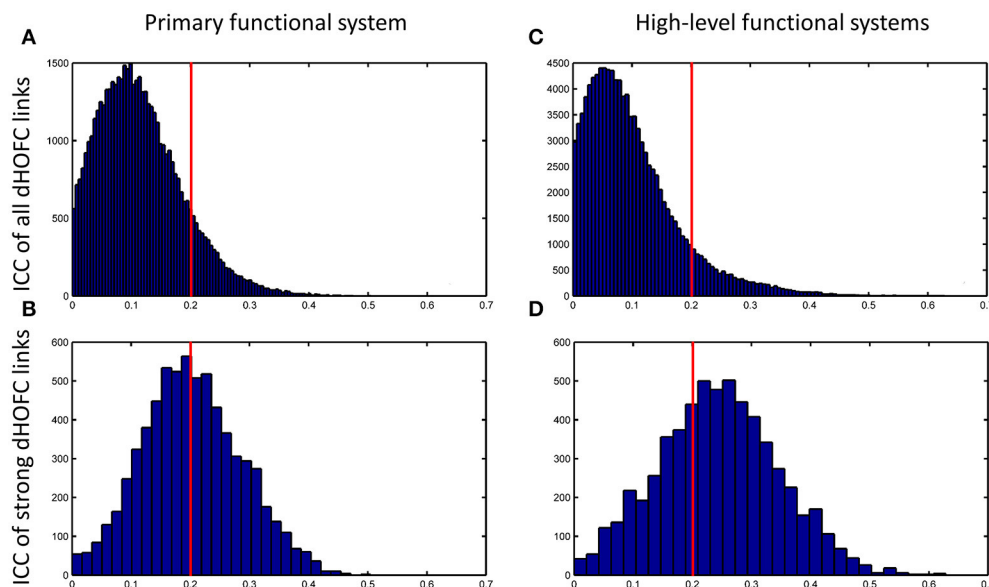 Primary functional system
High-level functional systems
A
C
ICC of all dHOFC links
1500
1000
500
0
0 0.1 0.2 0.3 0.4 0.5 0.6 0.7
4500
4000
3500
3000
2500
2000
1500
1000
500
0
0 0.1 0.2 0.3 0.4 0.5 0.6 0.
B
D
ICC of strong dHOFC links
600
500
400
300
200
100
0
0 0.1 0.2 0.3 0.4 0.5 0.6 0.7
600
500
400
300
200
100
0
0 0.1 0.2 0.3 0.4 0.5 0.6 0.